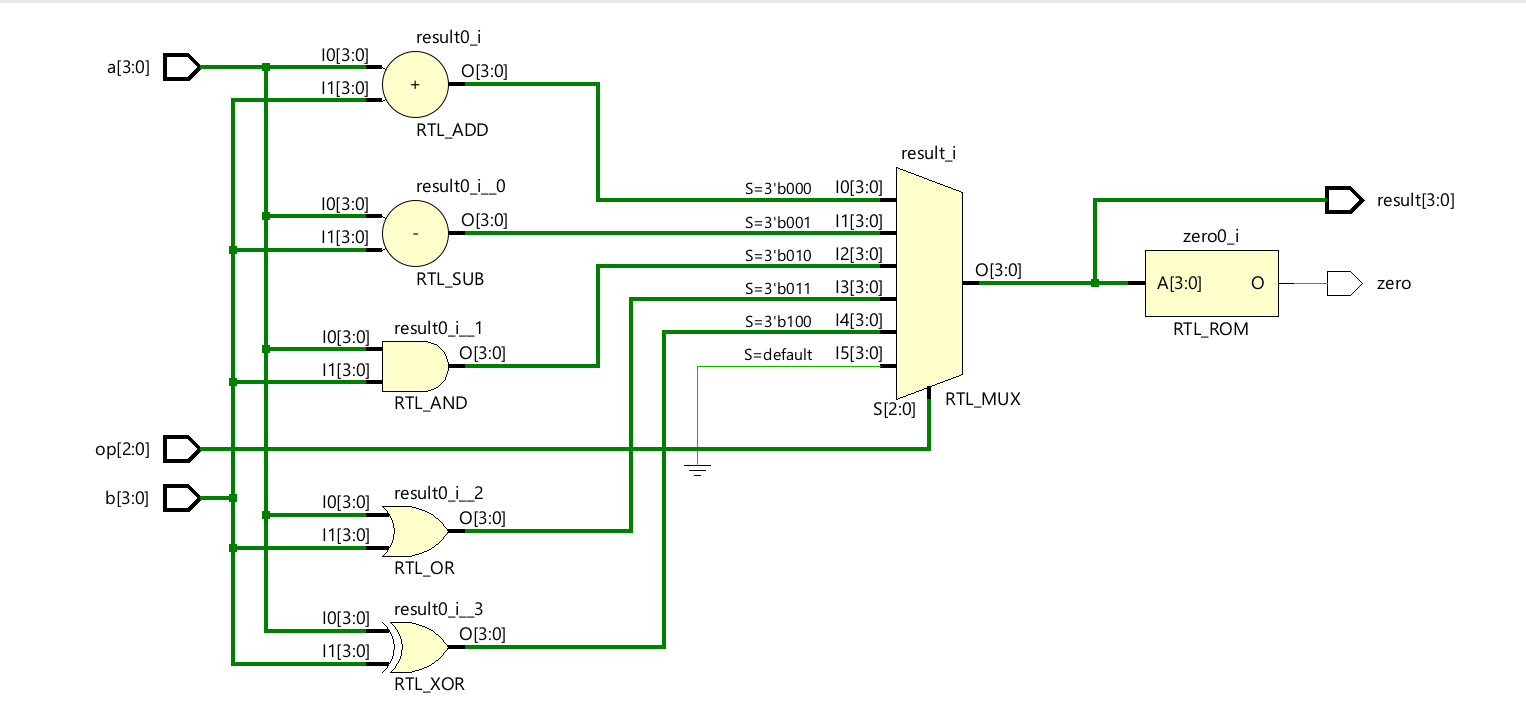 result0_i
a[3:0]
I0[3:0]
I1[3:0]
+
O[3:0]
RTL_ADD
result0_i__0
I0[3:0]
I1[3:0]
-
O[3:0]
RTL_SUB
result0_i__1
I0[3:0]
I1[3:0]
O[3:0]
RTL_AND
op[2:0]
b[3:0]
result0_i__2
I0[3:0]
I1[3:0]
O[3:0]
RTL_OR
result0_i__3
I0[3:0]
I1[3:0]
O[3:0]
RTL_XOR
result_i
S=3'b000 I0[3:0]
S=3'b001 I1[3:0]
S=3'b010 I2[3:0]
S=3'b011 I3[3:0]
S=3'b100 I4[3:0]
S=default I5[3:0]
S[2:0]
RTL_MUX
O[3:0]
result[3:0]
zero0_i
A[3:0] O
RTL_ROM
zero